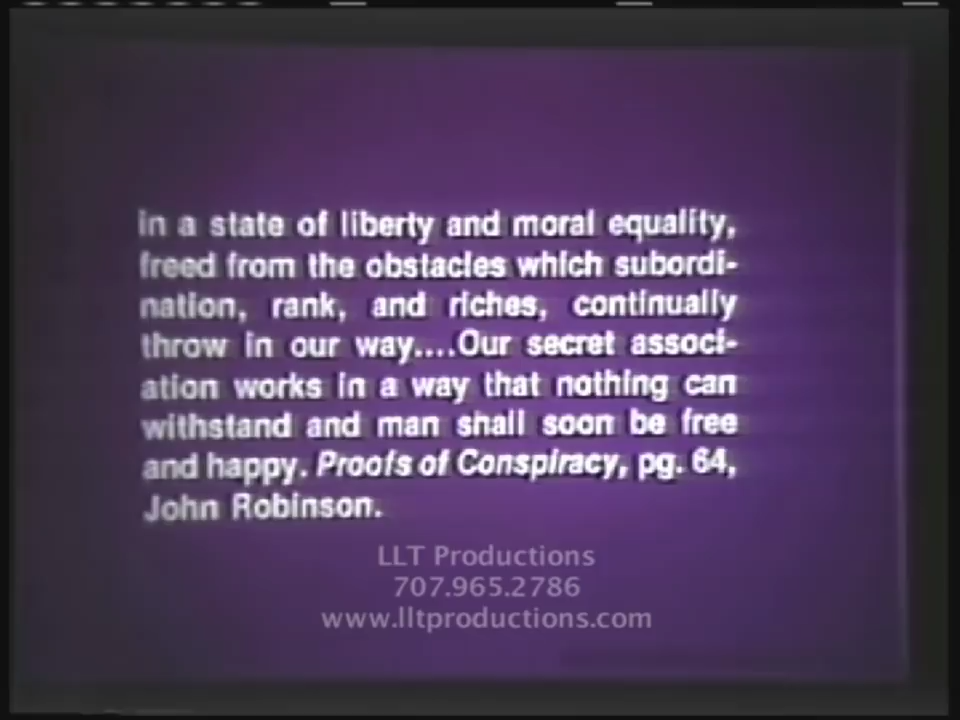 in a state of liberty and moral equality,
freed from the obstacles which subordi-
nation, rank, and riches, continually
throw in our way....Our secret associ-
ation works in a way that nothing can
withstand and man shall soon be free
and happy. Proofs of Conspiracy, pg. 64,
John Robinson.
LLT Productions
707.965.2786
www.lltproductions.com